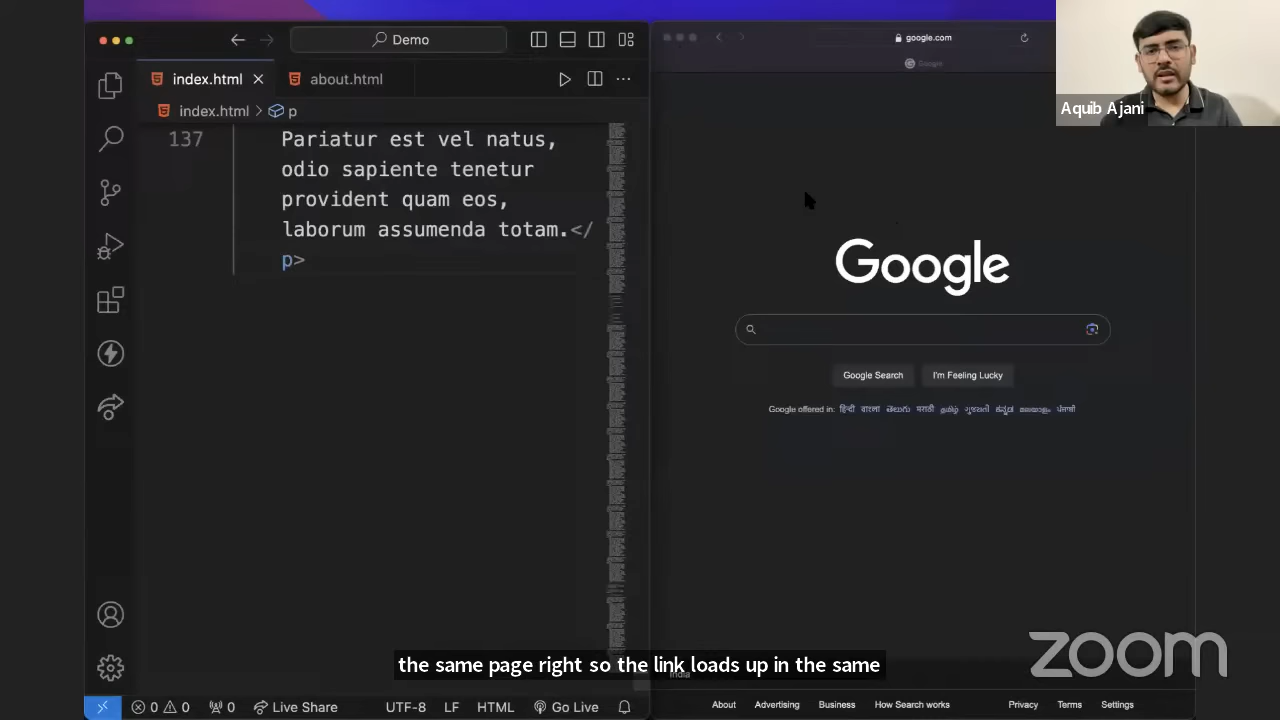 Demo
google.com
Google
Aquib Ajani
index.html
about.html
index.html > p
137
Pariatur est vel natus,
odio sapiente tenetur
provident quam eos,
laborum assumenda totam.</
p>
Google
Google Search
I'm Feeling Lucky
Google offered in: हिन्दी বাংলা తెలుగు मराठी தமிழ் ગુજરાતી ಕನ್ನಡ മലയാളം ਪੰਜਾਬੀ
the same page right so the link loads up in the same
India
zoom
0 0 0
Live Share
UTF-8
LF
HTML
Go Live
About
Advertising
Business
How Search works
Privacy
Terms
Settings